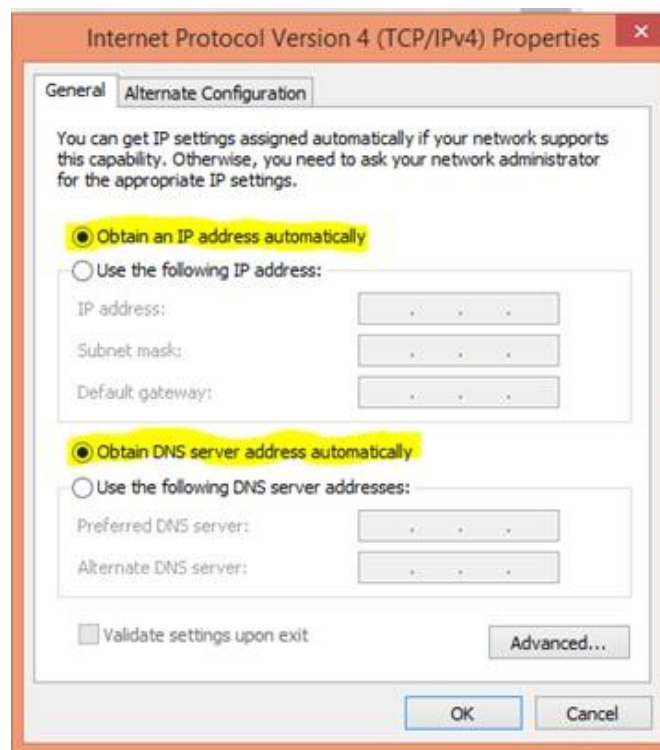 Internet Protocol Version 4 (TCP/IPv4) Properties
General
Alternate Configuration
You can get IP settings assigned automatically if your network supports
this capability. Otherwise, you need to ask your network administrator
for the appropriate IP settings.
Obtain an IP address automatically
Use the following IP address:
IP address:
Subnet mask:
Default gateway:
Obtain DNS server address automatically
Use the following DNS server addresses:
Preferred DNS server:
Alternate DNS server:
Validate settings upon exit
Advanced...
OK
Cancel